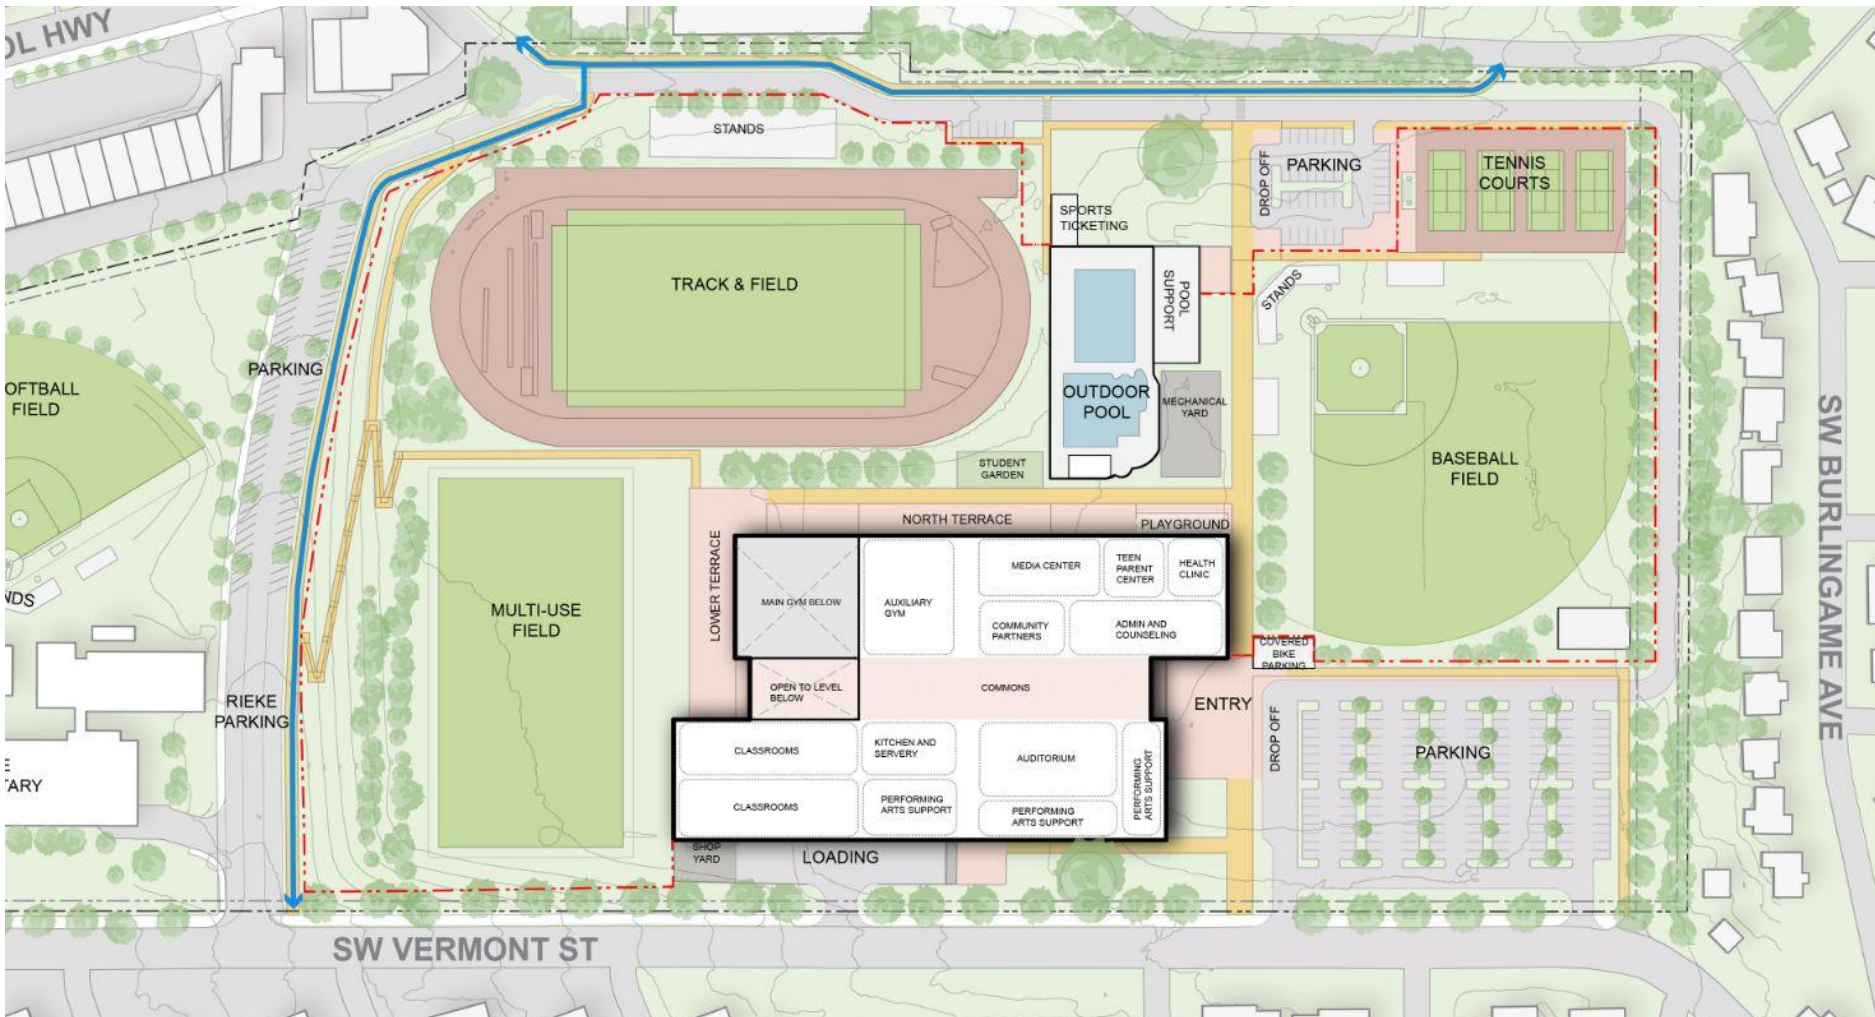 OL HWY
STANDS
SPORTS
TICKETING
DROP OFF
PARKING
TENNIS
COURTS
TRACK & FIELD
POOL
SUPPORT
STANDS
PARKING
OFTBALL
FIELD
OUTDOOR
POOL
MECHANICAL
YARD
BASEBALL
FIELD
SW BURLINGAME AVE
STUDENT
GARDEN
NORTH TERRACE
PLAYGROUND
LOWER TERRACE
MULTI-USE
FIELD
NDS
MAIN GYM BELOW
AUXILIARY
GYM
MEDIA CENTER
TEEN
PARENT
CENTER
HEALTH
CLINIC
COMMUNITY
PARTNERS
ADMIN AND
COUNSELING
COVERED
BIKE
PARKING
OPEN TO LEVEL
BELOW
COMMONS
ENTRY
RIEKE
PARKING
E
ARY
CLASSROOMS
KITCHEN AND
SERVERY
AUDITORIUM
PERFORMING
ARTS SUPPORT
DROP OFF
PARKING
CLASSROOMS
PERFORMING
ARTS SUPPORT
PERFORMING
ARTS SUPPORT
SHOP
YARD
LOADING
SW VERMONT ST